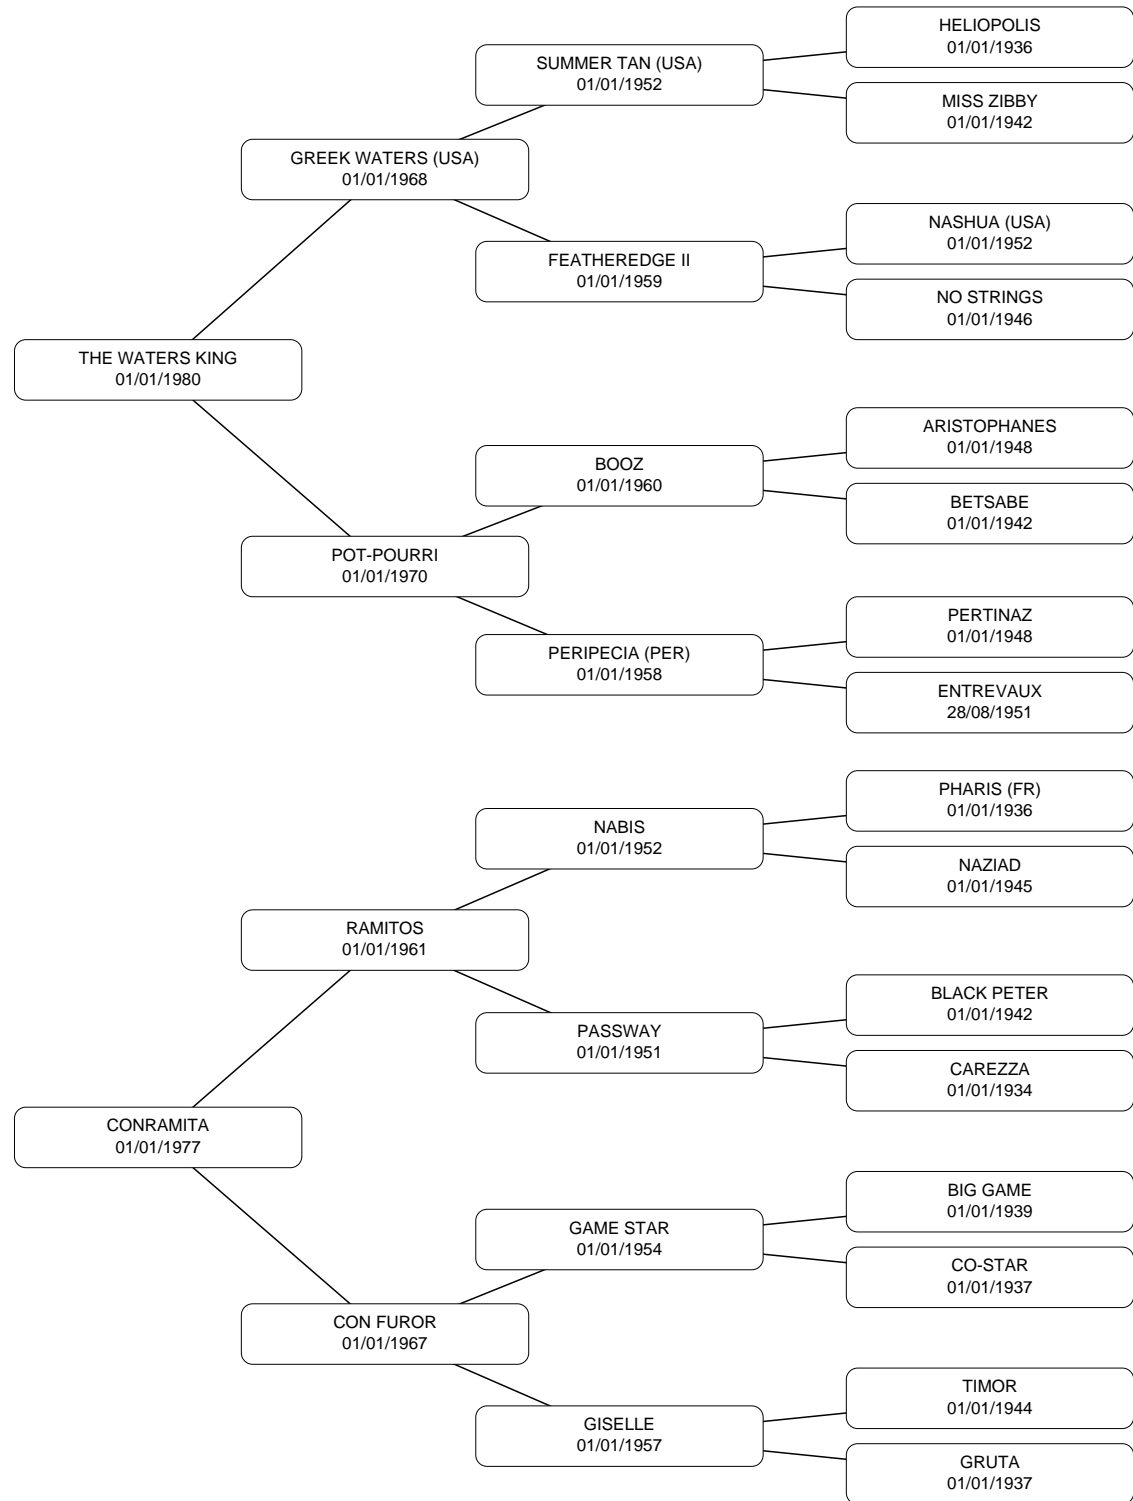 HELIOPOLIS
01/01/1936
SUMMER TAN (USA)
01/01/1952
MISS ZIBBY
01/01/1942
GREEK WATERS (USA)
01/01/1968
NASHUA (USA)
01/01/1952
FEATHEREDGE II
01/01/1959
NO STRINGS
01/01/1946
THE WATERS KING
01/01/1980
ARISTOPHANES
01/01/1948
BOOZ
01/01/1960
BETSABE
01/01/1942
POT-POURRI
01/01/1970
PERTINAZ
01/01/1948
PERIPECIA (PER)
01/01/1958
ENTREVAUX
28/08/1951
PHARIS (FR)
01/01/1936
NABIS
01/01/1952
NAZIAD
01/01/1945
RAMITOS
01/01/1961
BLACK PETER
01/01/1942
PASSWAY
01/01/1951
CAREZZA
01/01/1934
CONRAMITA
01/01/1977
BIG GAME
01/01/1939
GAME STAR
01/01/1954
CO-STAR
01/01/1937
CON FUROR
01/01/1967
TIMOR
01/01/1944
GISELLE
01/01/1957
GRUTA
01/01/1937